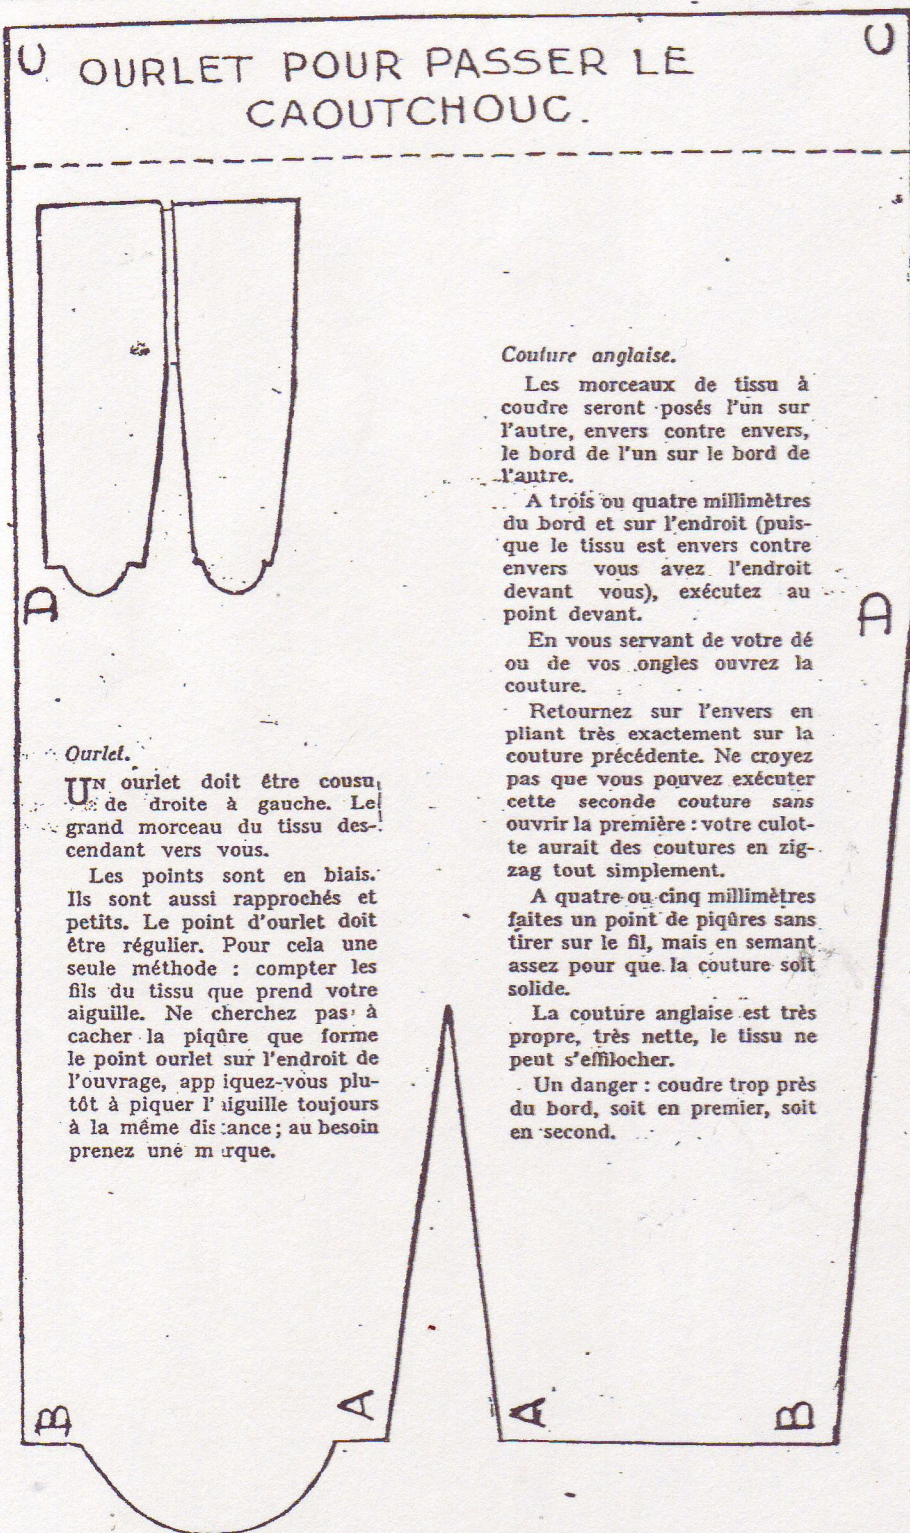 C OURLET POUR PASSER LE C
CAOUTCHOUC.
D
D
Ourlet.
UN ourlet doit être cousu
de droite à gauche. Le
grand morceau du tissu des-
cendant vers vous.
Les points sont en biais.
Ils sont aussi rapprochés et
petits. Le point d'ourlet doit
être régulier. Pour cela une
seule méthode : compter les
fils du tissu que prend votre
aiguille. Ne cherchez pas à
cacher la piqûre que forme
le point ourlet sur l'endroit de
l'ouvrage, app iquez-vous plu-
tôt à piquer l' iguille toujours
à la même dis ance ; au besoin
prenez une m rque.
Couture anglaise.
Les morceaux de tissu à
coudre seront posés l'un sur
l'autre, envers contre envers,
le bord de l'un sur le bord de
l'autre.
A trois ou quatre millimètres
du bord et sur l'endroit (puis-
que le tissu est envers contre
envers vous avez l'endroit
devant vous), exécutez au
point devant.
En vous servant de votre dé
ou de vos ongles ouvrez la
couture.
Retournez sur l'envers en
pliant très exactement sur la
couture précédente. Ne croyez
pas que vous pouvez exécuter
cette seconde couture sans
ouvrir la première : votre culot-
te aurait des coutures en zig-
zag tout simplement.
A quatre ou cinq millimètres
faites un point de piqûres sans
tirer sur le fil, mais en semant
assez pour que la couture soit
solide.
La couture anglaise est très
propre, très nette, le tissu ne
peut s'effilocher.
Un danger : coudre trop près
du bord, soit en premier, soit
en second.
B A A B